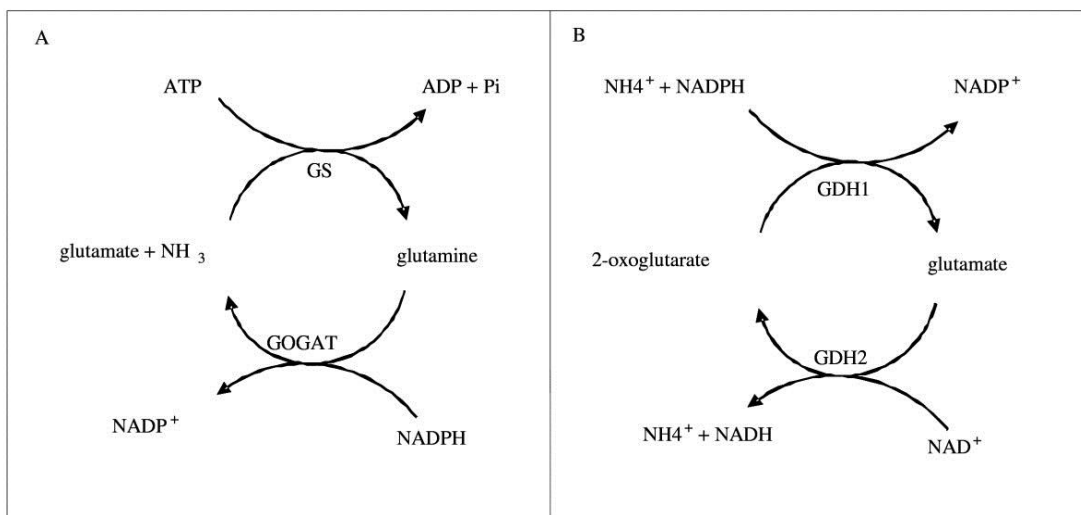 A
ATP
ADP + Pi
GS
glutamate + NH 3
glutamine
GOGAT
NADP+
NADPH
B
NH4+ + NADPH
NADP+
GDH1
2-oxoglutarate
glutamate
GDH2
NH4+ + NADH
NAD+